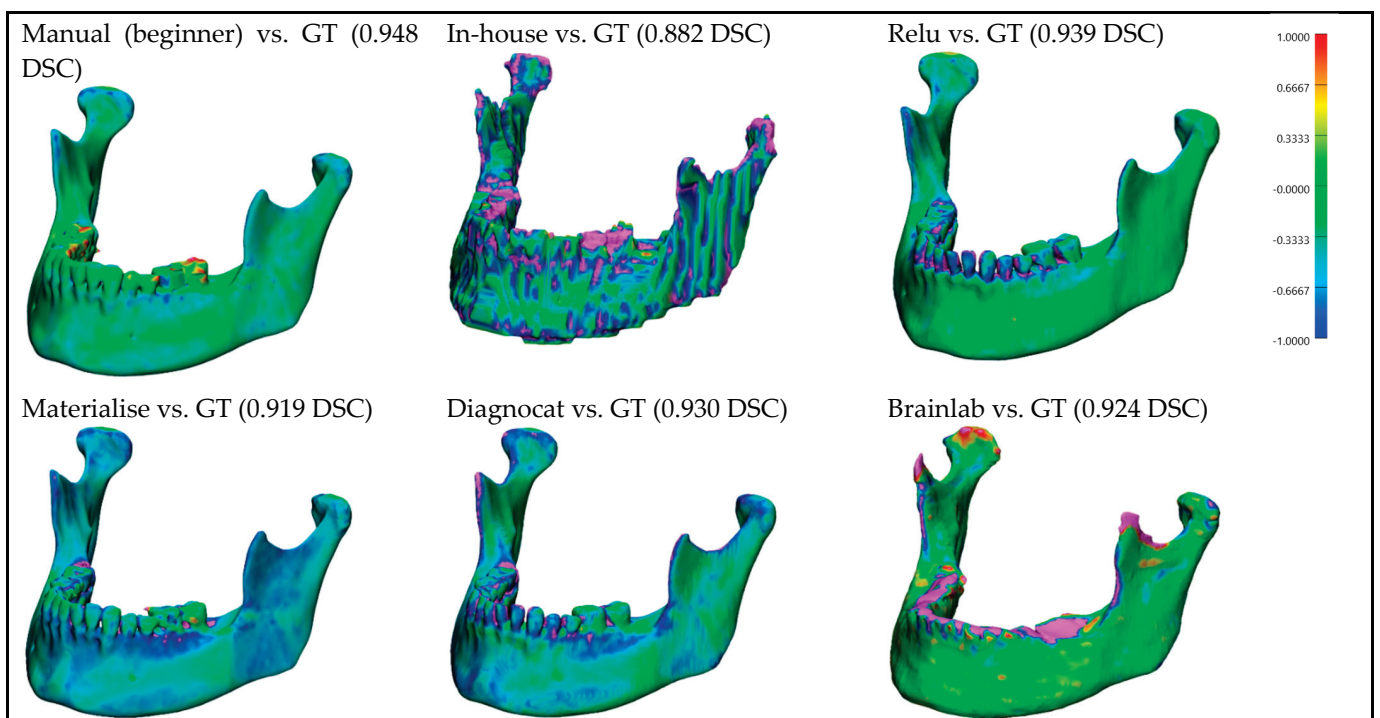 Manual (beginner) vs. GT (0.948
DSC)
In-house vs. GT (0.882 DSC)
Relu vs. GT (0.939 DSC)
1.0000
0.6667
0.3333
-0.0000
-0.3333
-0.6667
-1.0000
Materialise vs. GT (0.919 DSC)
Diagnocat vs. GT (0.930 DSC)
Brainlab vs. GT (0.924 DSC)